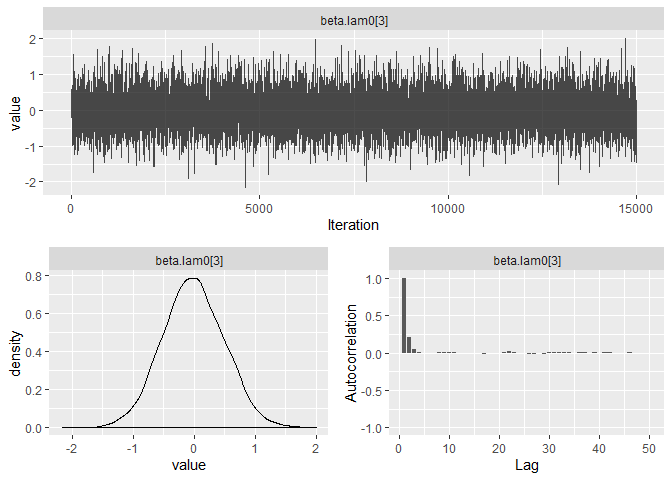 beta.lam0[3]
2
1
0
-1
-2
value
0 5000 10000 15000
Iteration
beta.lam0[3]
0.8
0.6
0.4
0.2
0.0
density
-2 -1 0 1 2
value
beta.lam0[3]
1.0
0.5
0.0
-0.5
-1.0
Autocorrelation
0 10 20 30 40 50
Lag